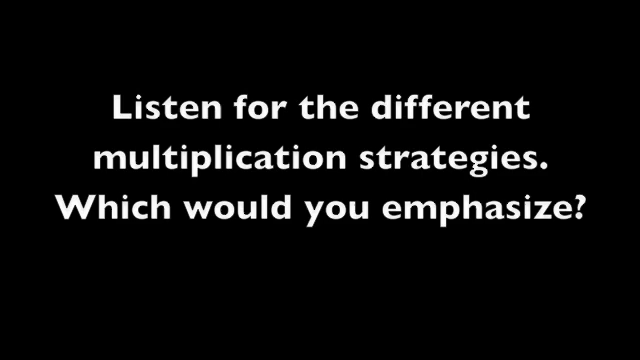 Listen for the different
multiplication strategies.
Which would you emphasize?